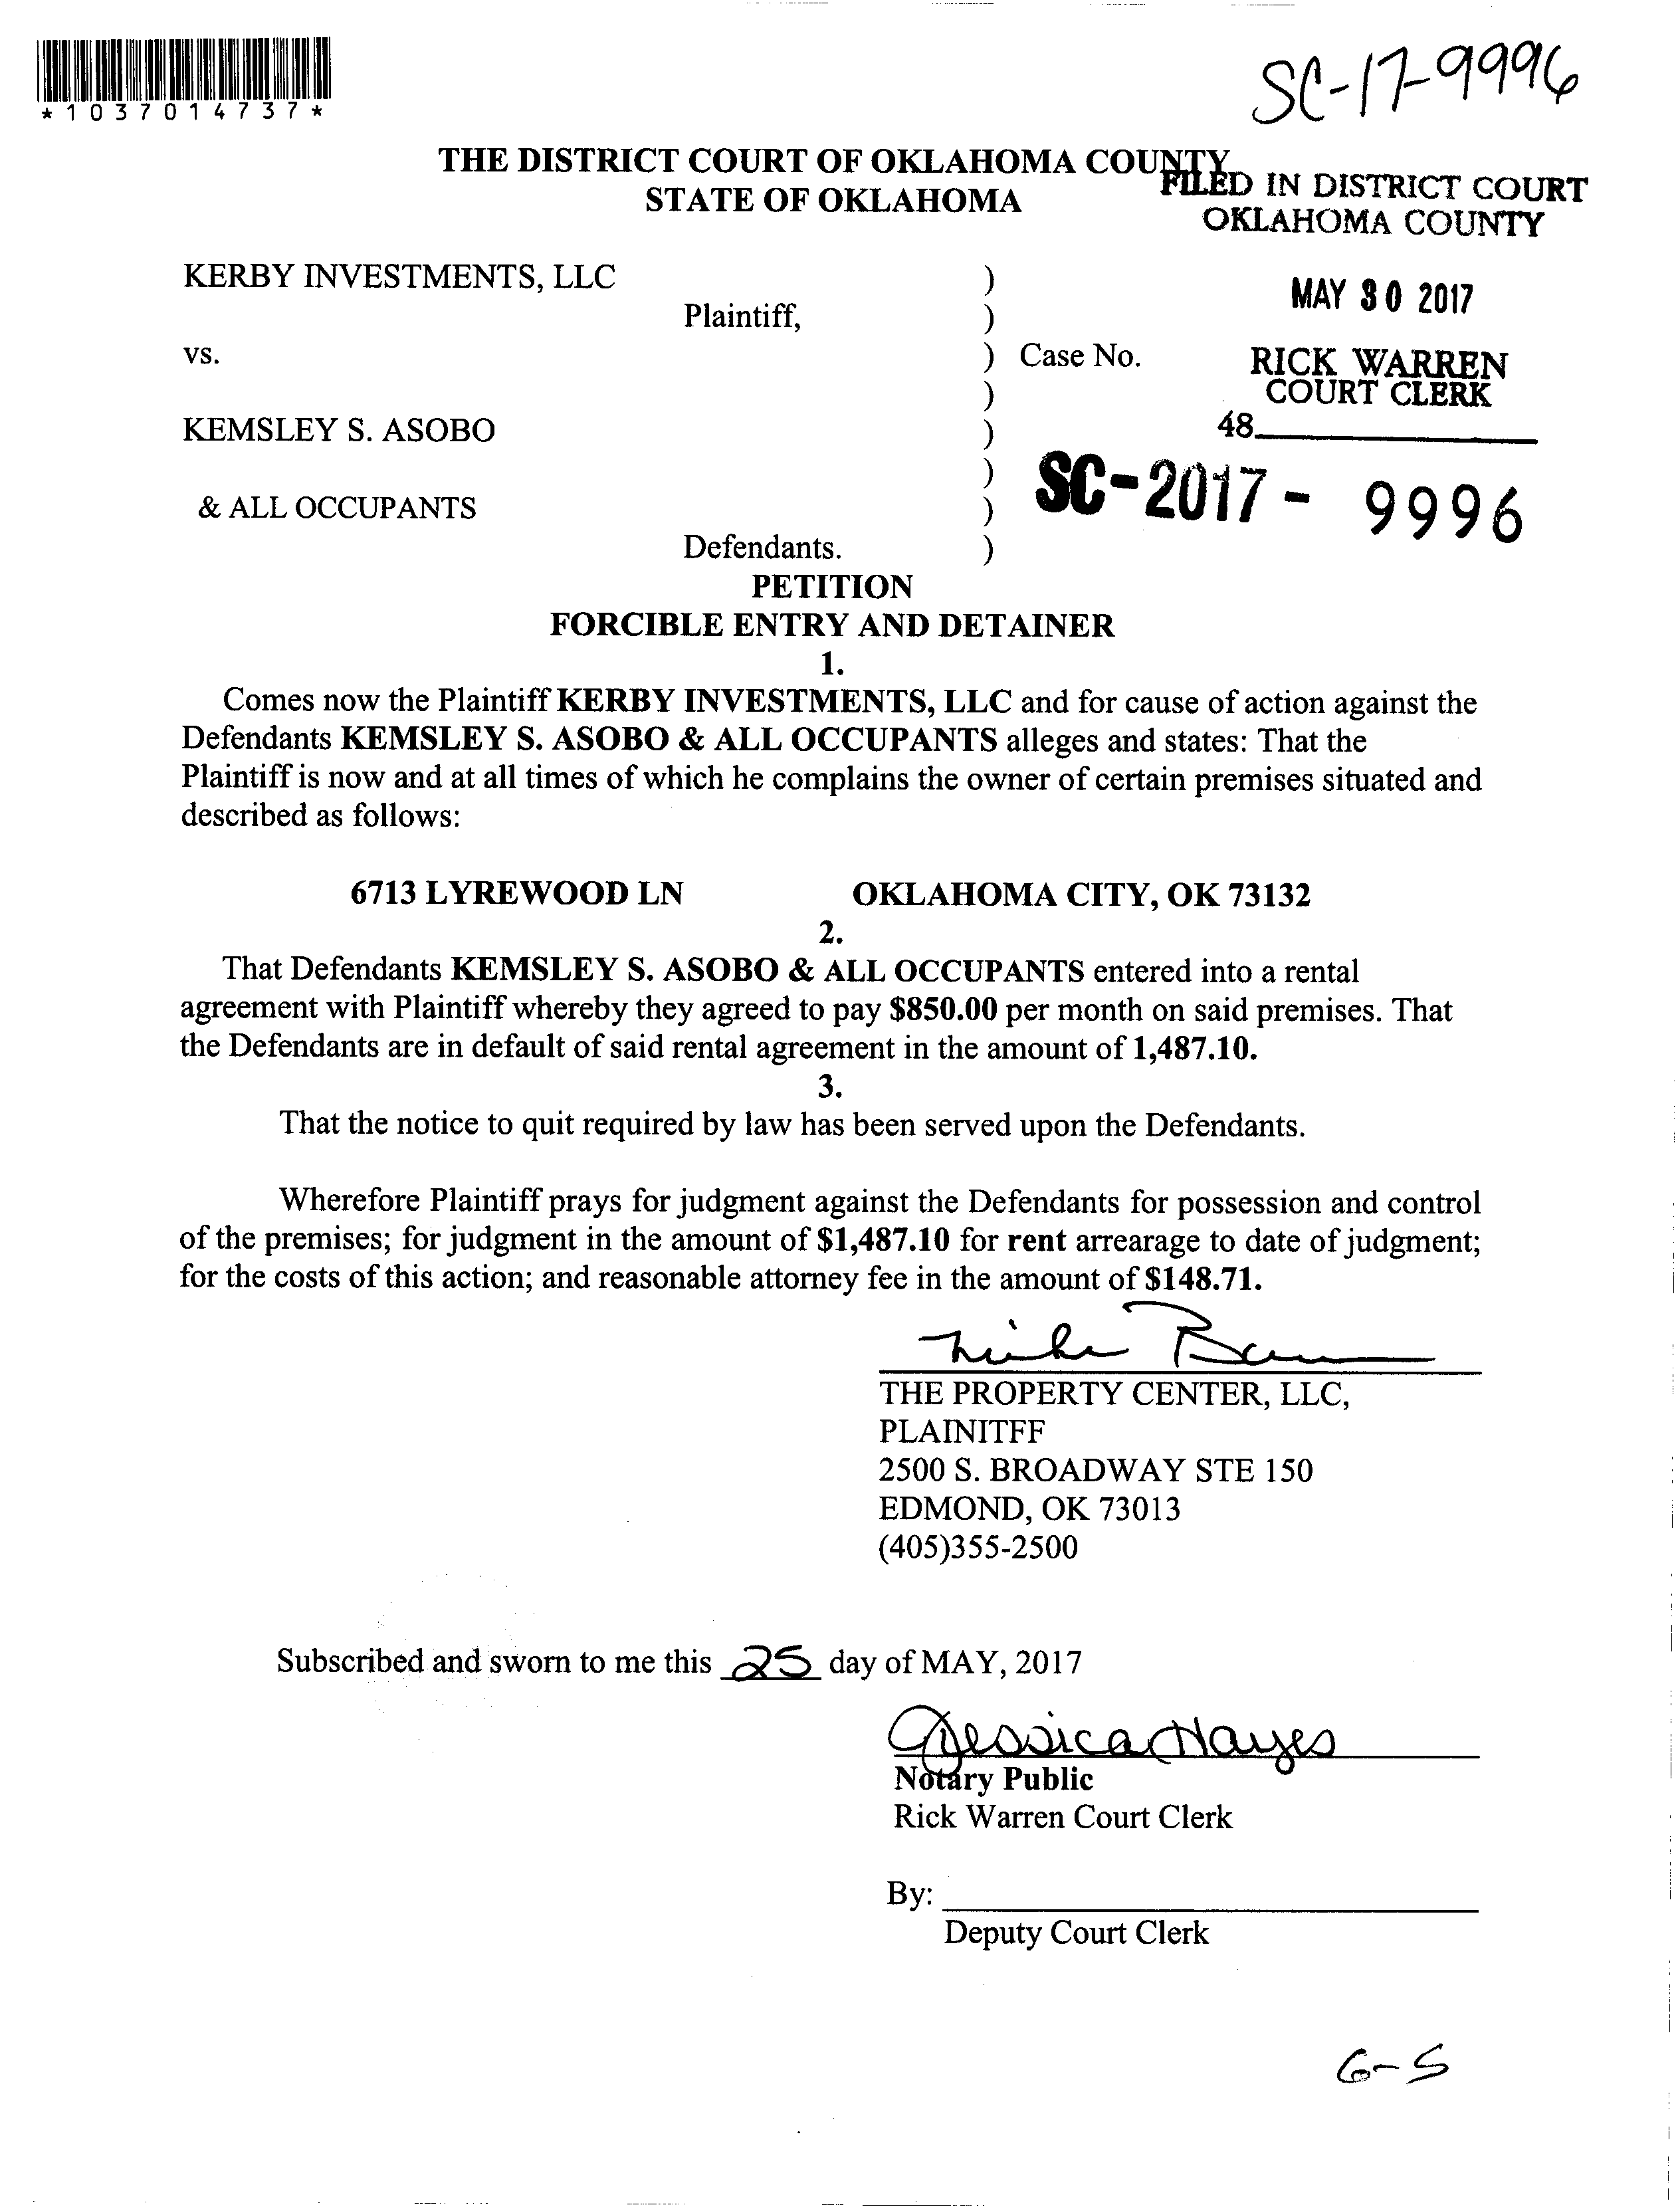 *1037014737*
SC-17-9996
THE DISTRICT COURT OF OKLAHOMA COUNTY
STATE OF OKLAHOMA
FILED IN DISTRICT COURT
OKLAHOMA COUNTY
KERBY INVESTMENTS, LLC )
Plaintiff, )
MAY 30 2017
vs. ) Case No.
RICK WARREN
COURT CLERK
)
KEMSLEY S. ASOBO )
48
)
& ALL OCCUPANTS )
SC-2017- 9996
Defendants. )
PETITION
FORCIBLE ENTRY AND DETAINER
1.
Comes now the Plaintiff KERBY INVESTMENTS, LLC and for cause of action against the
Defendants KEMSLEY S. ASOBO & ALL OCCUPANTS alleges and states: That the
Plaintiff is now and at all times of which he complains the owner of certain premises situated and
described as follows:
6713 LYREWOOD LN OKLAHOMA CITY, OK 73132
2.
That Defendants KEMSLEY S. ASOBO & ALL OCCUPANTS entered into a rental
agreement with Plaintiff whereby they agreed to pay $850.00 per month on said premises. That
the Defendants are in default of said rental agreement in the amount of 1,487.10.
3.
That the notice to quit required by law has been served upon the Defendants.
Wherefore Plaintiff prays for judgment against the Defendants for possession and control
of the premises; for judgment in the amount of $1,487.10 for rent arrearage to date of judgment;
for the costs of this action; and reasonable attorney fee in the amount of $148.71.
THE PROPERTY CENTER, LLC,
PLAINITFF
2500 S. BROADWAY STE 150
EDMOND, OK 73013
(405)355-2500
Subscribed and sworn to me this 25 day of MAY, 2017
Jessica Hayes
Notary Public
Rick Warren Court Clerk
By:
Deputy Court Clerk
6-5